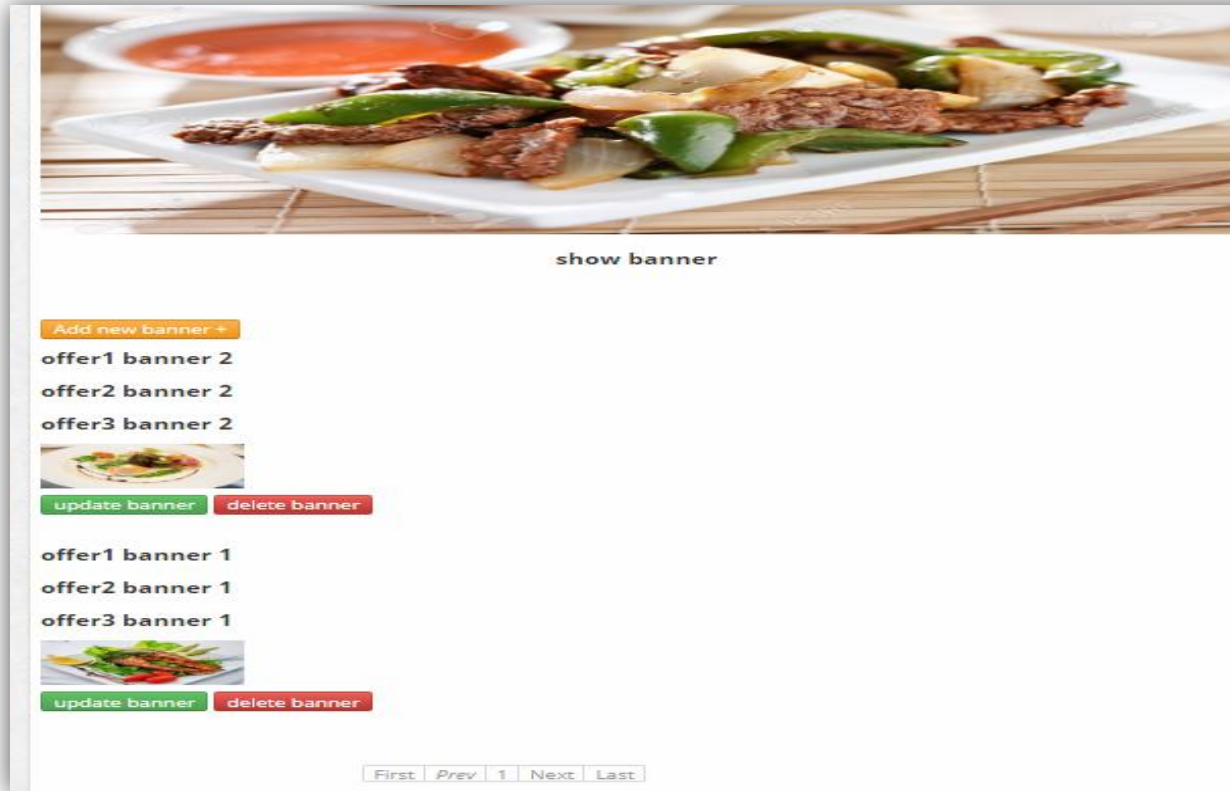 show banner
Add new banner +
offer1 banner 2
offer2 banner 2
offer3 banner 2
update banner delete banner
offer1 banner 1
offer2 banner 1
offer3 banner 1
update banner delete banner
First Prev 1 Next Last